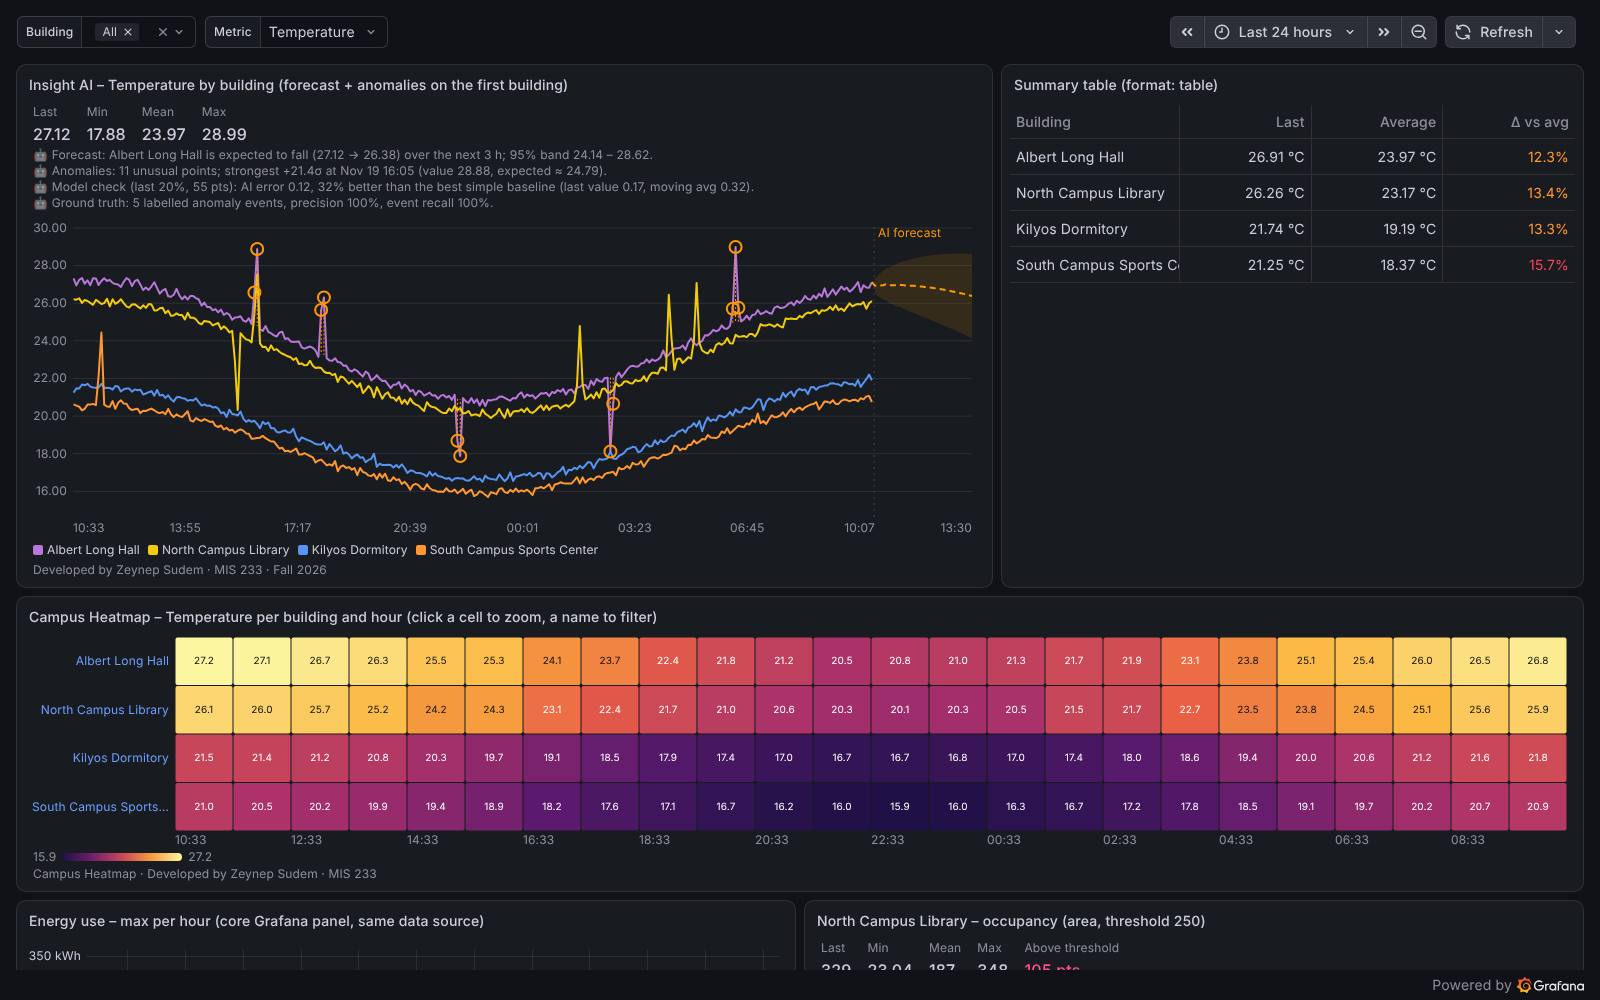 Building All Metric Temperature Last 24 hours Refresh
Insight AI – Temperature by building (forecast + anomalies on the first building)
Last Min Mean Max
27.12 17.88 23.97 28.99
Forecast: Albert Long Hall is expected to fall (27.12 → 26.38) over the next 3 h; 95% band 24.14 – 28.62.
Anomalies: 11 unusual points; strongest +21.4σ at Nov 19 16:05 (value 28.88, expected ≈ 24.79).
Model check (last 20%, 55 pts): AI error 0.12, 32% better than the best simple baseline (last value 0.17, moving avg 0.32).
Ground truth: 5 labelled anomaly events, precision 100%, event recall 100%.
30.00
AI forecast
28.00
26.00
24.00
22.00
20.00
18.00
16.00
10:33 13:55 17:17 20:39 00:01 03:23 06:45 10:07 13:30
Albert Long Hall North Campus Library Kilyos Dormitory South Campus Sports Center
Developed by Zeynep Sudem · MIS 233 · Fall 2026
Summary table (format: table)
Building Last Average Δ vs avg
Albert Long Hall 26.91 °C 23.97 °C 12.3%
North Campus Library 26.26 °C 23.17 °C 13.4%
Kilyos Dormitory 21.74 °C 19.19 °C 13.3%
South Campus Sports C 21.25 °C 18.37 °C 15.7%
Campus Heatmap – Temperature per building and hour (click a cell to zoom, a name to filter)
Albert Long Hall 27.2 27.1 26.7 26.3 25.5 25.3 24.1 23.7 22.4 21.8 21.2 20.5 20.8 21.0 21.3 21.7 21.9 23.1 23.8 25.1 25.4 26.0 26.5 26.8
North Campus Library 26.1 26.0 25.7 25.2 24.2 24.3 23.1 22.4 21.7 21.0 20.6 20.3 20.1 20.3 20.5 21.5 21.7 22.7 23.5 23.8 24.5 25.1 25.6 25.9
Kilyos Dormitory 21.5 21.4 21.2 20.8 20.3 19.7 19.1 18.5 17.9 17.4 17.0 16.7 16.7 16.8 17.0 17.4 18.0 18.6 19.4 20.0 20.6 21.2 21.6 21.8
South Campus Sports... 21.0 20.5 20.2 19.9 19.4 18.9 18.2 17.6 17.1 16.7 16.2 16.0 15.9 16.0 16.3 16.7 17.2 17.8 18.5 19.1 19.7 20.2 20.7 20.9
10:33 12:33 14:33 16:33 18:33 20:33 22:33 00:33 02:33 04:33 06:33 08:33
15.9 27.2
Campus Heatmap · Developed by Zeynep Sudem · MIS 233
Energy use – max per hour (core Grafana panel, same data source)
350 kWh
North Campus Library – occupancy (area, threshold 250)
Last Min Mean Max Above threshold
329 23.04 187 348 105 pts
Powered by Grafana